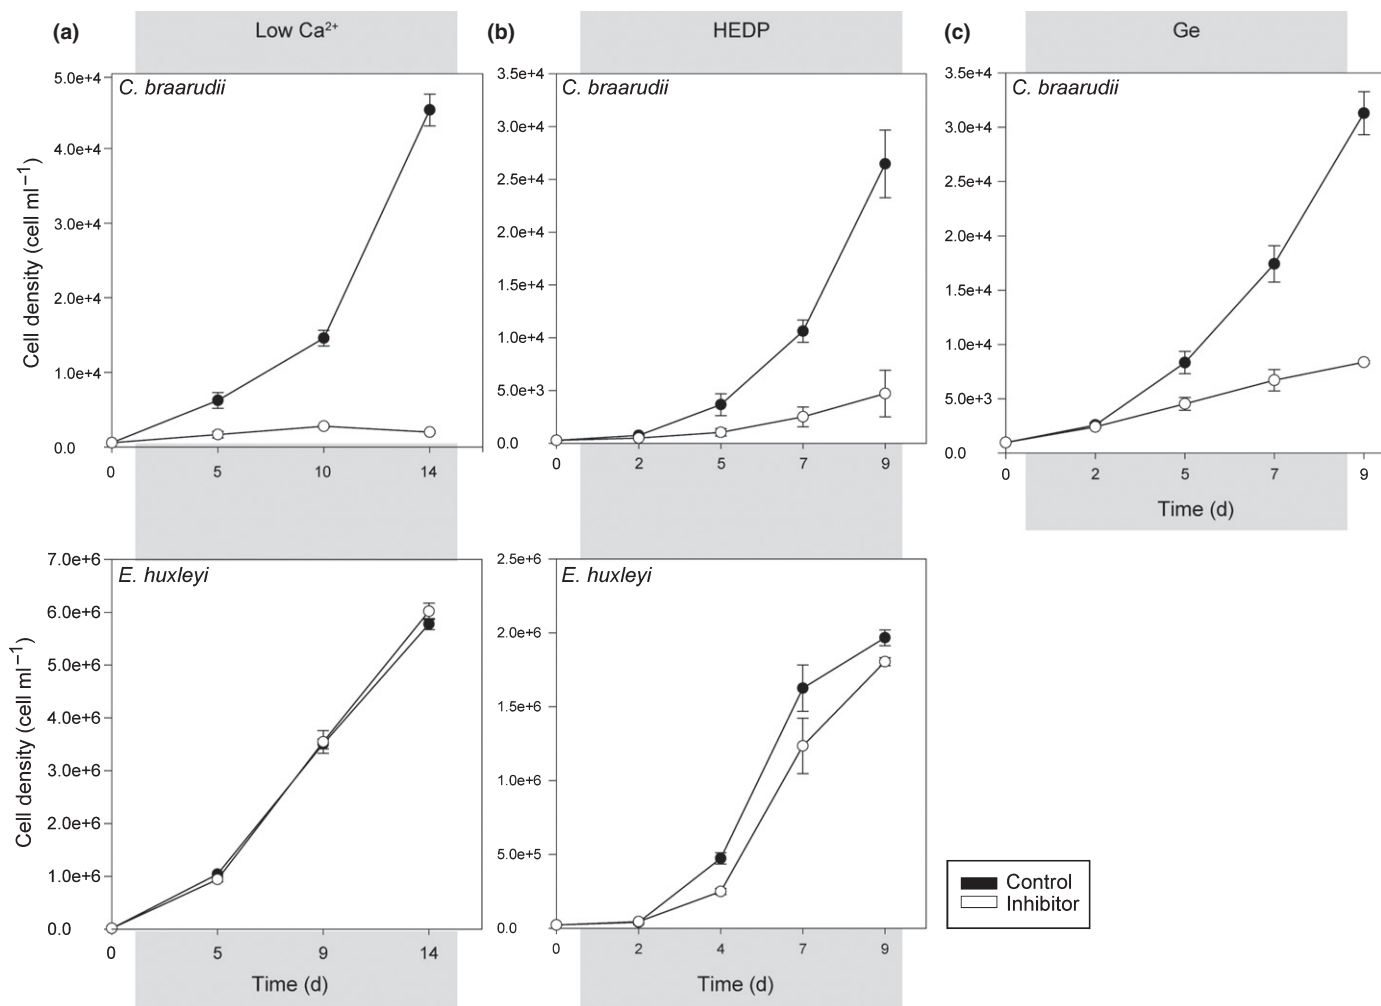 (a) Low Ca²⁺
(b) HEDP
(c) Ge
C. braarudii
5.0e+4
4.0e+4
3.0e+4
2.0e+4
1.0e+4
0.0
0 5 10 14
Cell density (cell ml⁻¹)
C. braarudii
3.5e+4
3.0e+4
2.5e+4
2.0e+4
1.5e+4
1.0e+4
5.0e+3
0.0
0 2 5 7 9
C. braarudii
3.5e+4
3.0e+4
2.5e+4
2.0e+4
1.5e+4
1.0e+4
5.0e+3
0.0
0 2 5 7 9
Time (d)
E. huxleyi
7.0e+6
6.0e+6
5.0e+6
4.0e+6
3.0e+6
2.0e+6
1.0e+6
0.0
0 5 9 14
Time (d)
Cell density (cell ml⁻¹)
E. huxleyi
2.5e+6
2.0e+6
1.5e+6
1.0e+6
5.0e+5
0.0
0 2 4 7 9
Time (d)
Control
Inhibitor